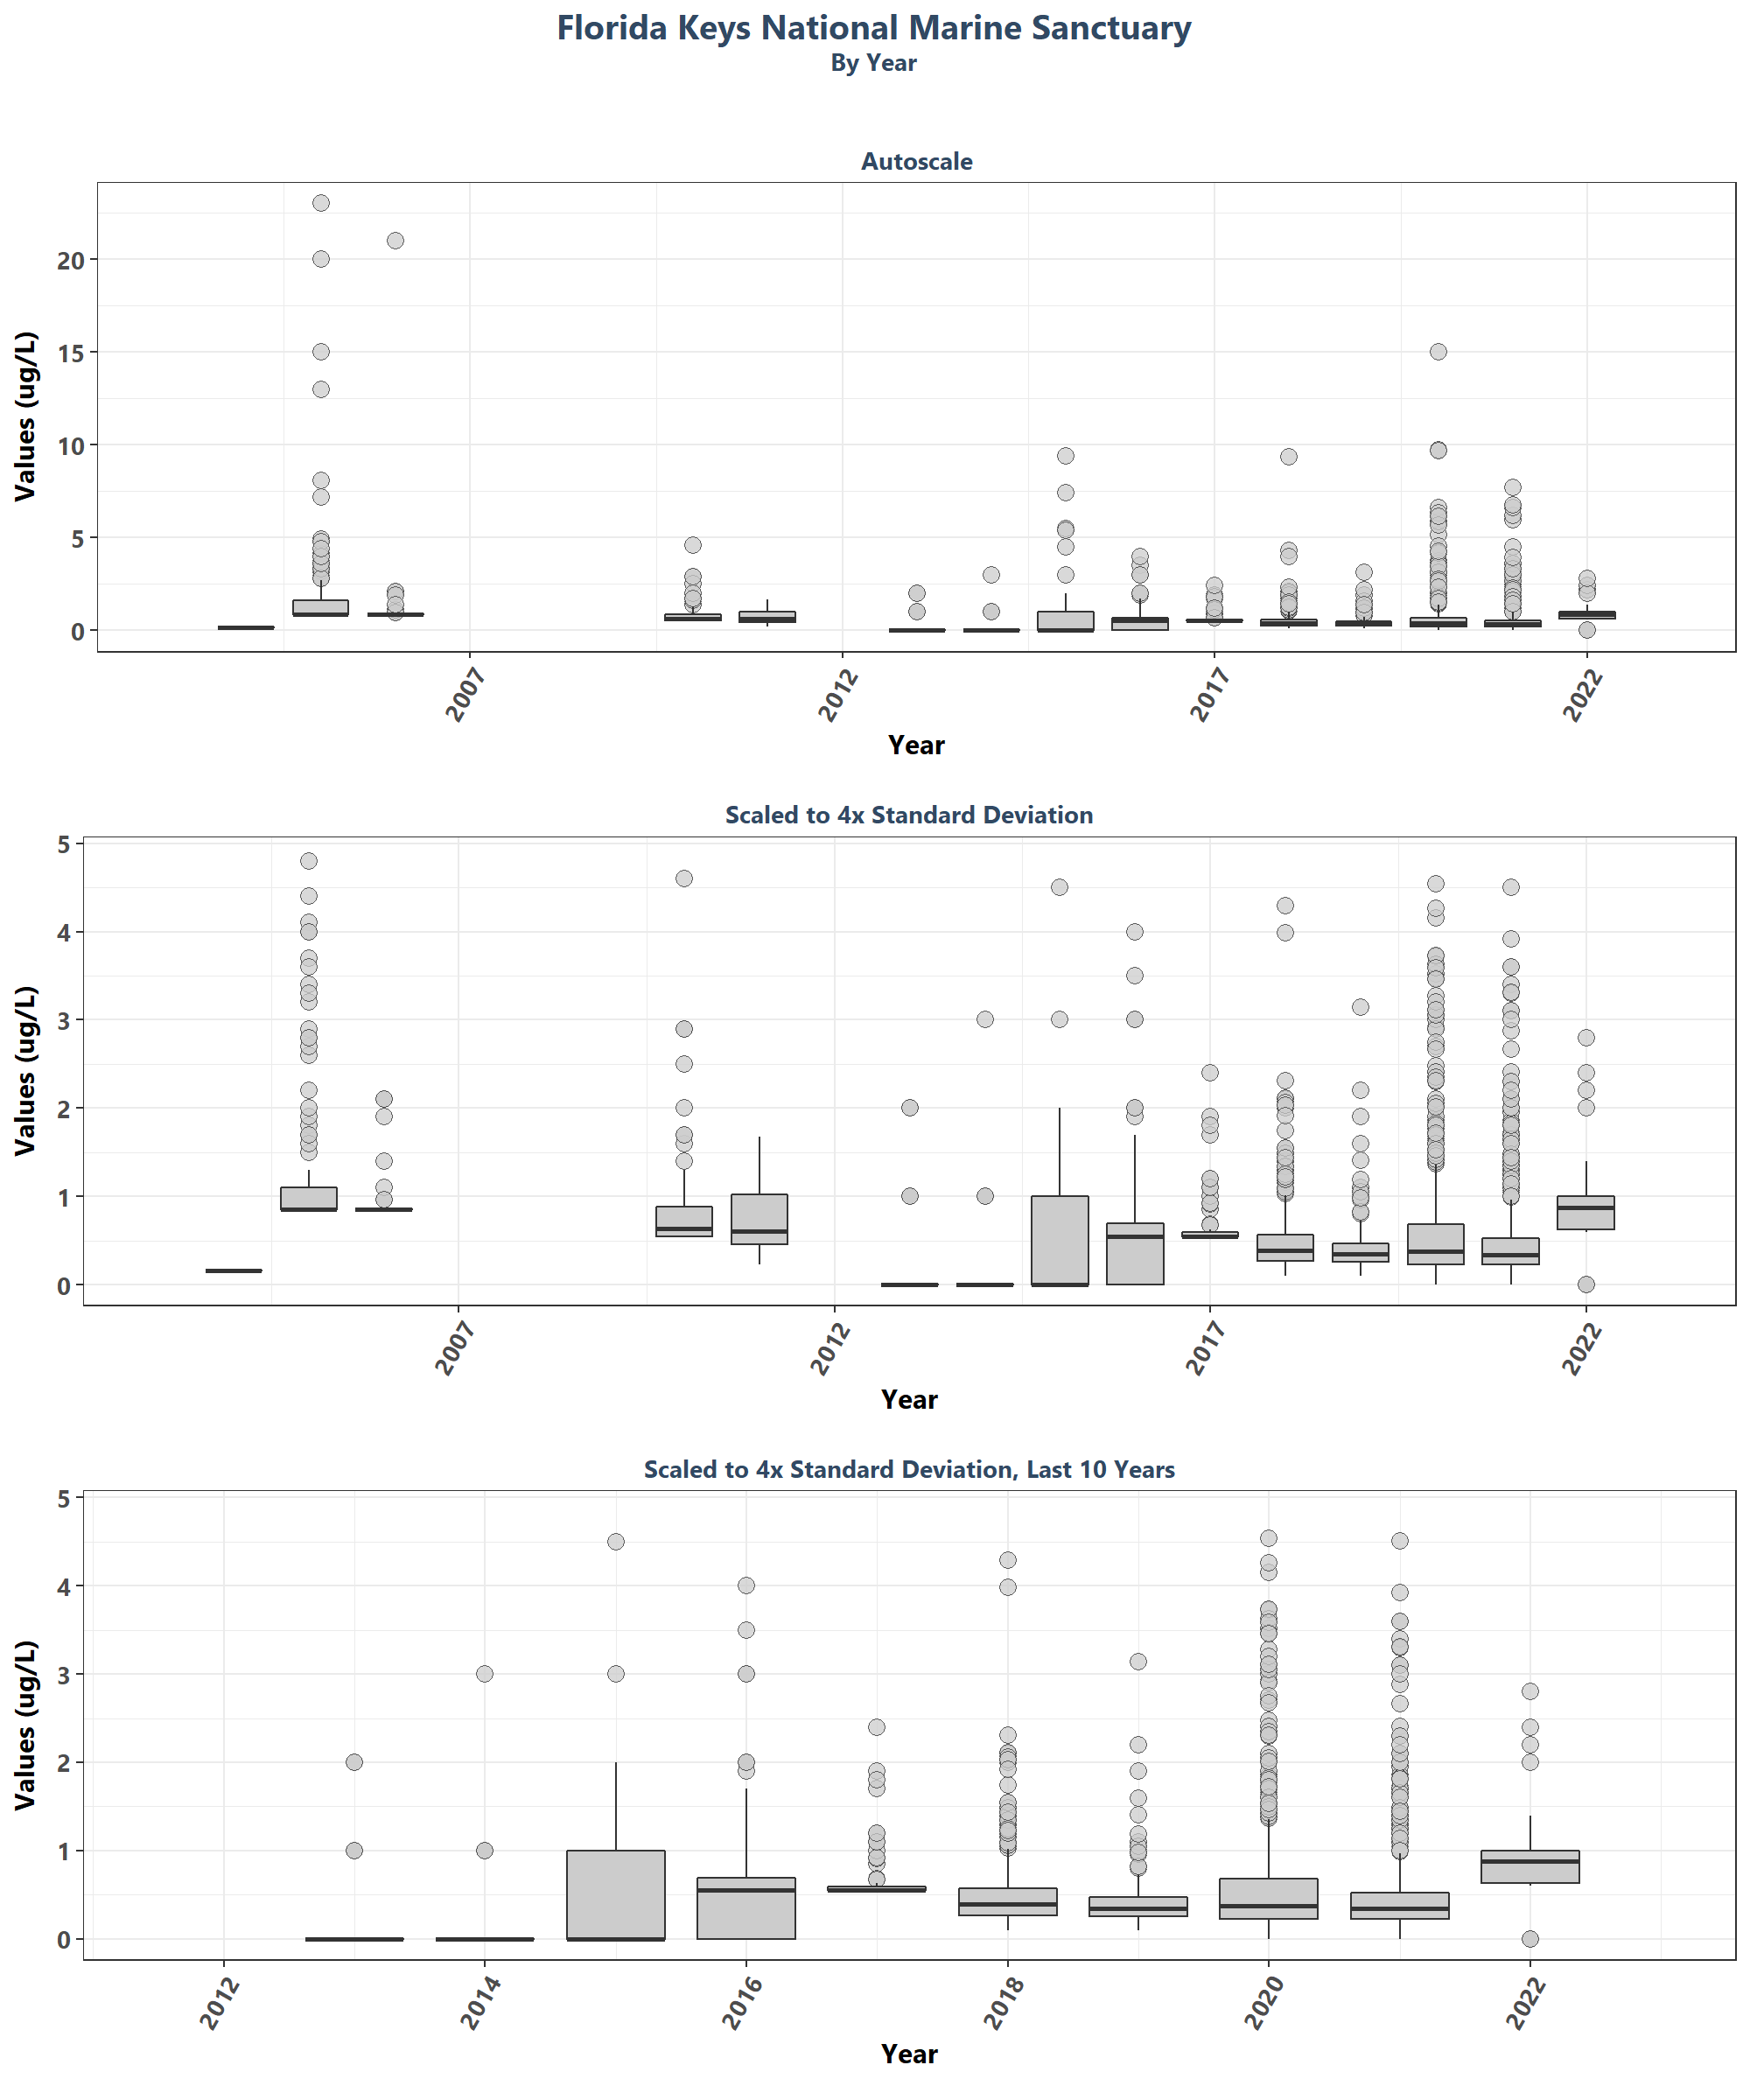 Florida Keys National Marine Sanctuary
By Year
Autoscale
Values (ug/L)
20
15
10
5
0
2007
2012
2017
2022
Year
Scaled to 4x Standard Deviation
Values (ug/L)
5
4
3
2
1
0
2007
2012
2017
2022
Year
Scaled to 4x Standard Deviation, Last 10 Years
Values (ug/L)
5
4
3
2
1
0
2012
2014
2016
2018
2020
2022
Year